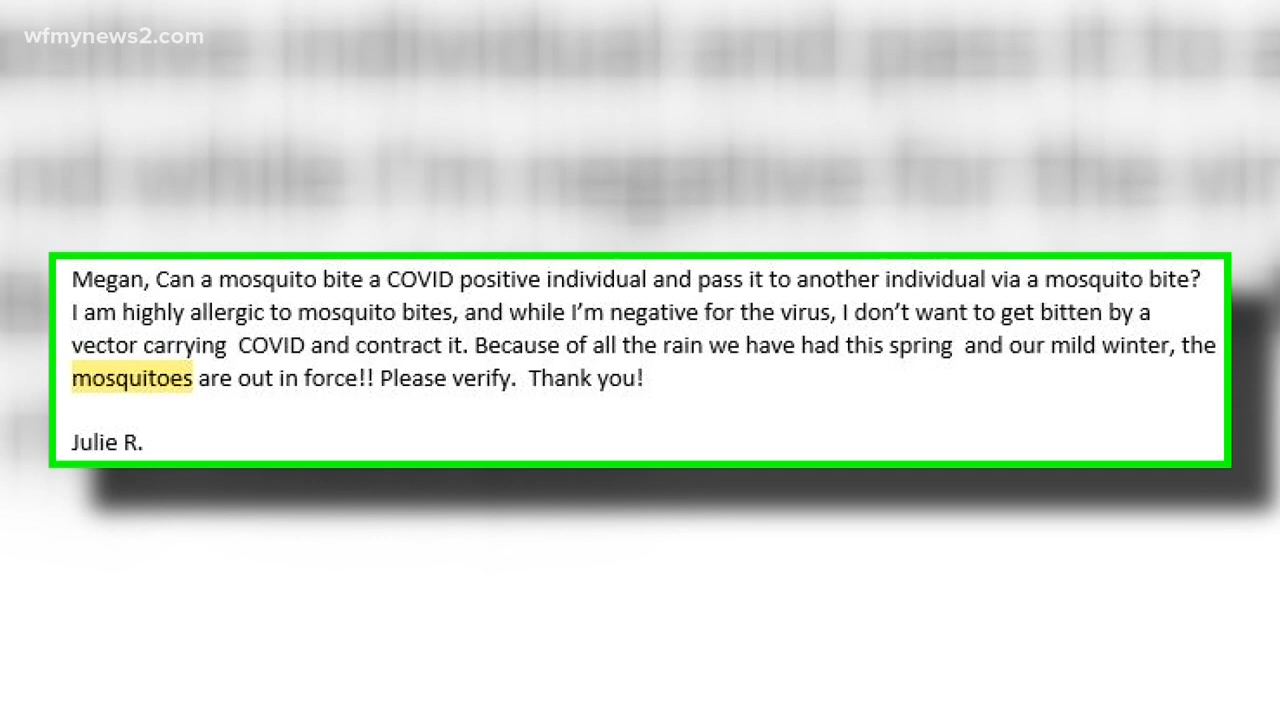 wfmynews2.com
Megan, Can a mosquito bite a COVID positive individual and pass it to another individual via a mosquito bite?
I am highly allergic to mosquito bites, and while I’m negative for the virus, I don’t want to get bitten by a
vector carrying  COVID and contract it. Because of all the rain we have had this spring  and our mild winter, the
mosquitoes are out in force!! Please verify.  Thank you!
Julie R.